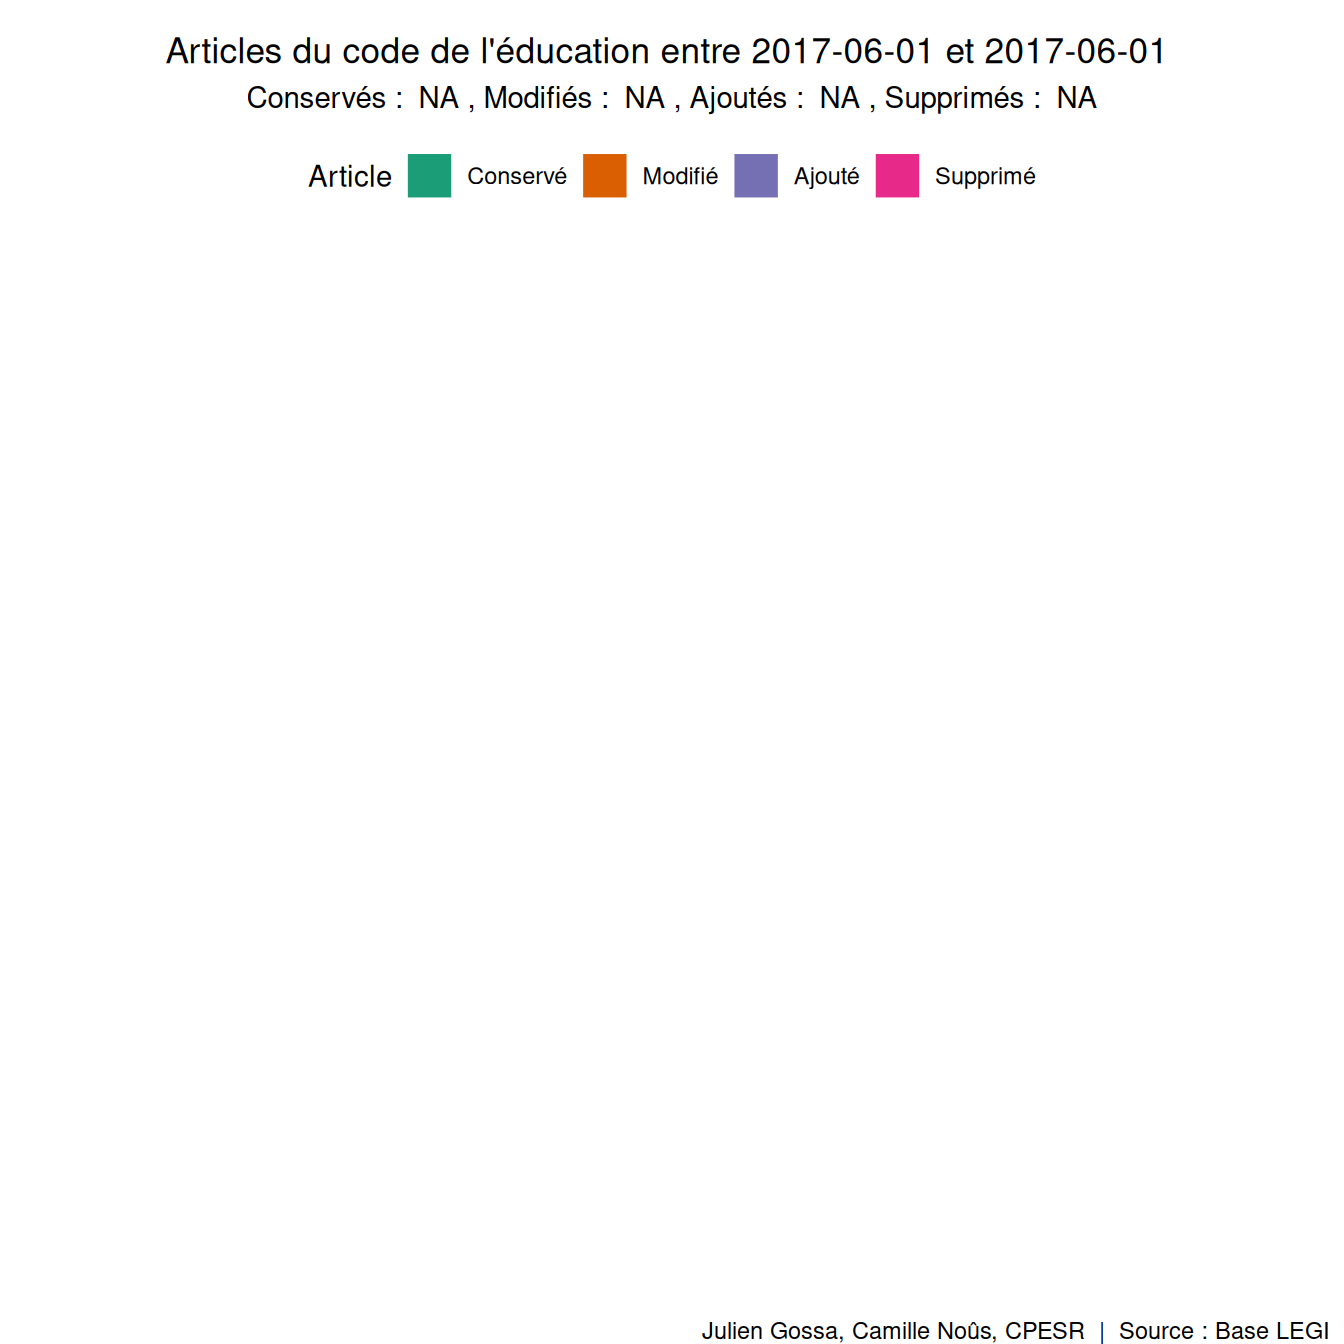 Articles du code de l'éducation entre 2017-06-01 et 2017-06-01
Conservés :  NA , Modifiés :  NA , Ajoutés :  NA , Supprimés :  NA
Article Conservé Modifié Ajouté Supprimé
Julien Gossa, Camille Noûs, CPESR | Source : Base LEGI